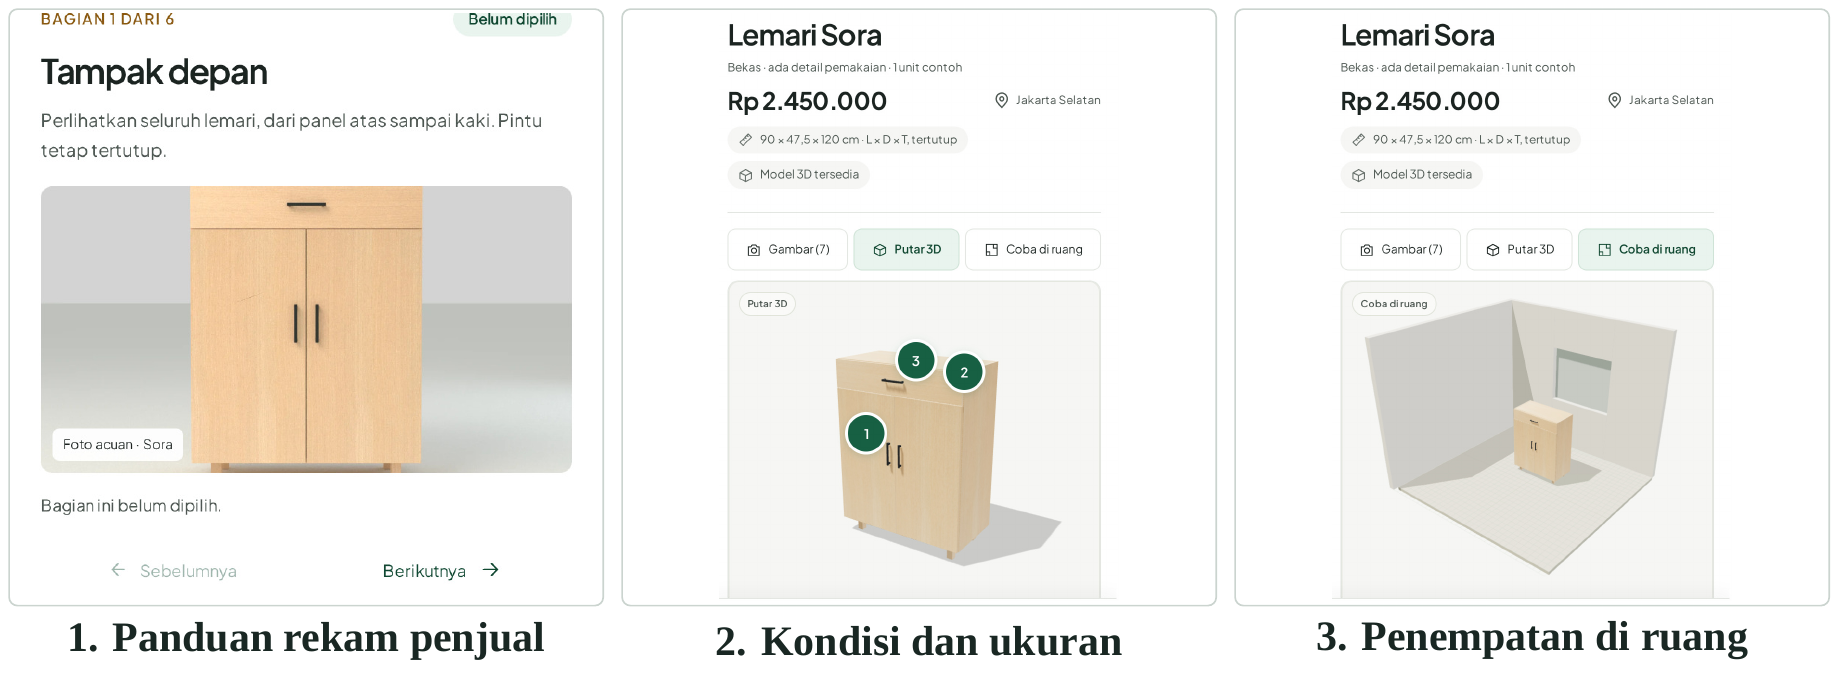 BAGIAN 1 DARI 6
Belum dipilih
Tampak depan
Perlihatkan seluruh lemari, dari panel atas sampai kaki. Pintu
tetap tertutup.
Foto acuan · Sora
Bagian ini belum dipilih.
← Sebelumnya
Berikutnya →
1. Panduan rekam penjual
Lemari Sora
Bekas · ada detail pemakaian · 1 unit contoh
Rp 2.450.000
Jakarta Selatan
90 × 47,5 × 120 cm · L × D × T, tertutup
Model 3D tersedia
Gambar (7)
Putar 3D
Coba di ruang
Putar 3D
3
2
1
2. Kondisi dan ukuran
Lemari Sora
Bekas · ada detail pemakaian · 1 unit contoh
Rp 2.450.000
Jakarta Selatan
90 × 47,5 × 120 cm · L × D × T, tertutup
Model 3D tersedia
Gambar (7)
Putar 3D
Coba di ruang
Coba di ruang
3. Penempatan di ruang